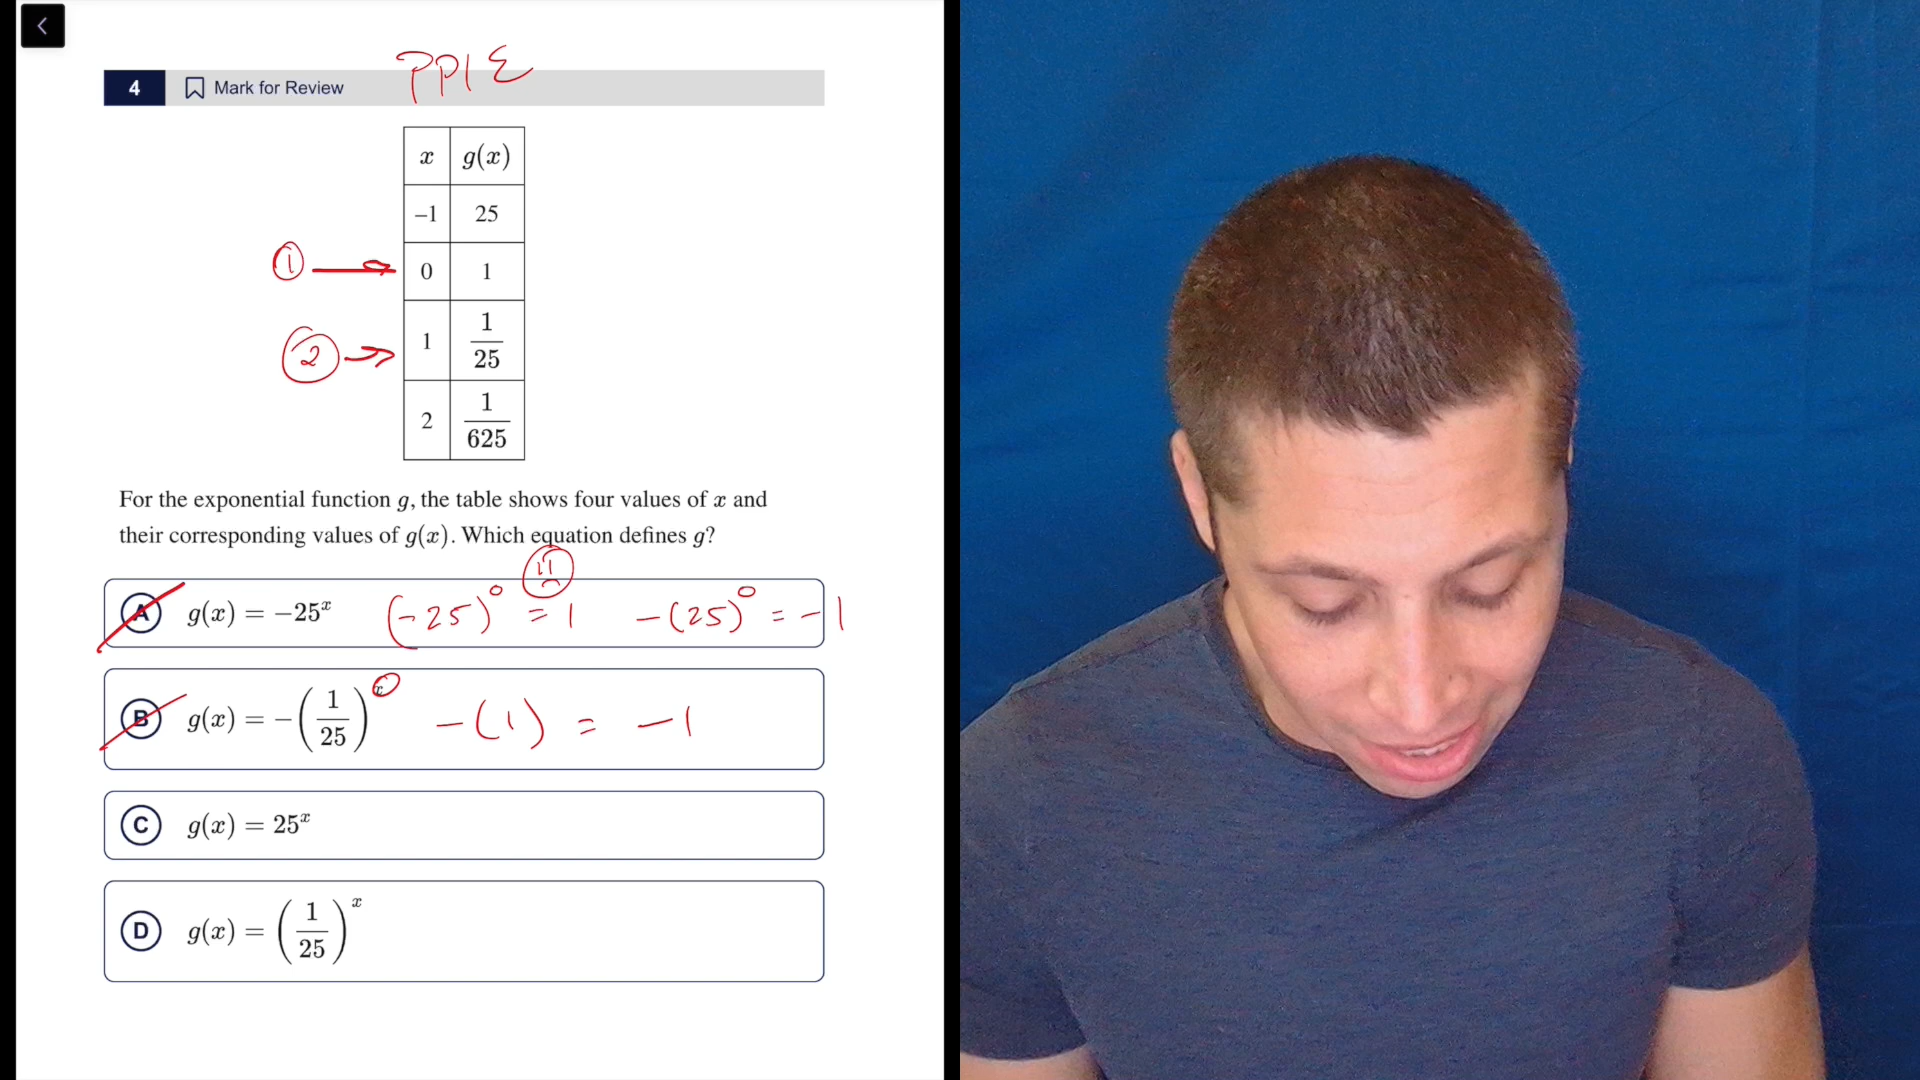 PPIE
4 Mark for Review
x g(x)
–1 25
① 0 1
② 1 1/25
2 1/625
For the exponential function g, the table shows four values of x and
their corresponding values of g(x). Which equation defines g?
A g(x) = −25ˣ (-25)⁰ = 1 -(25)⁰ = -1
B g(x) = −(1/25)ˣ -(1) = -1
C g(x) = 25ˣ
D g(x) = (1/25)ˣ